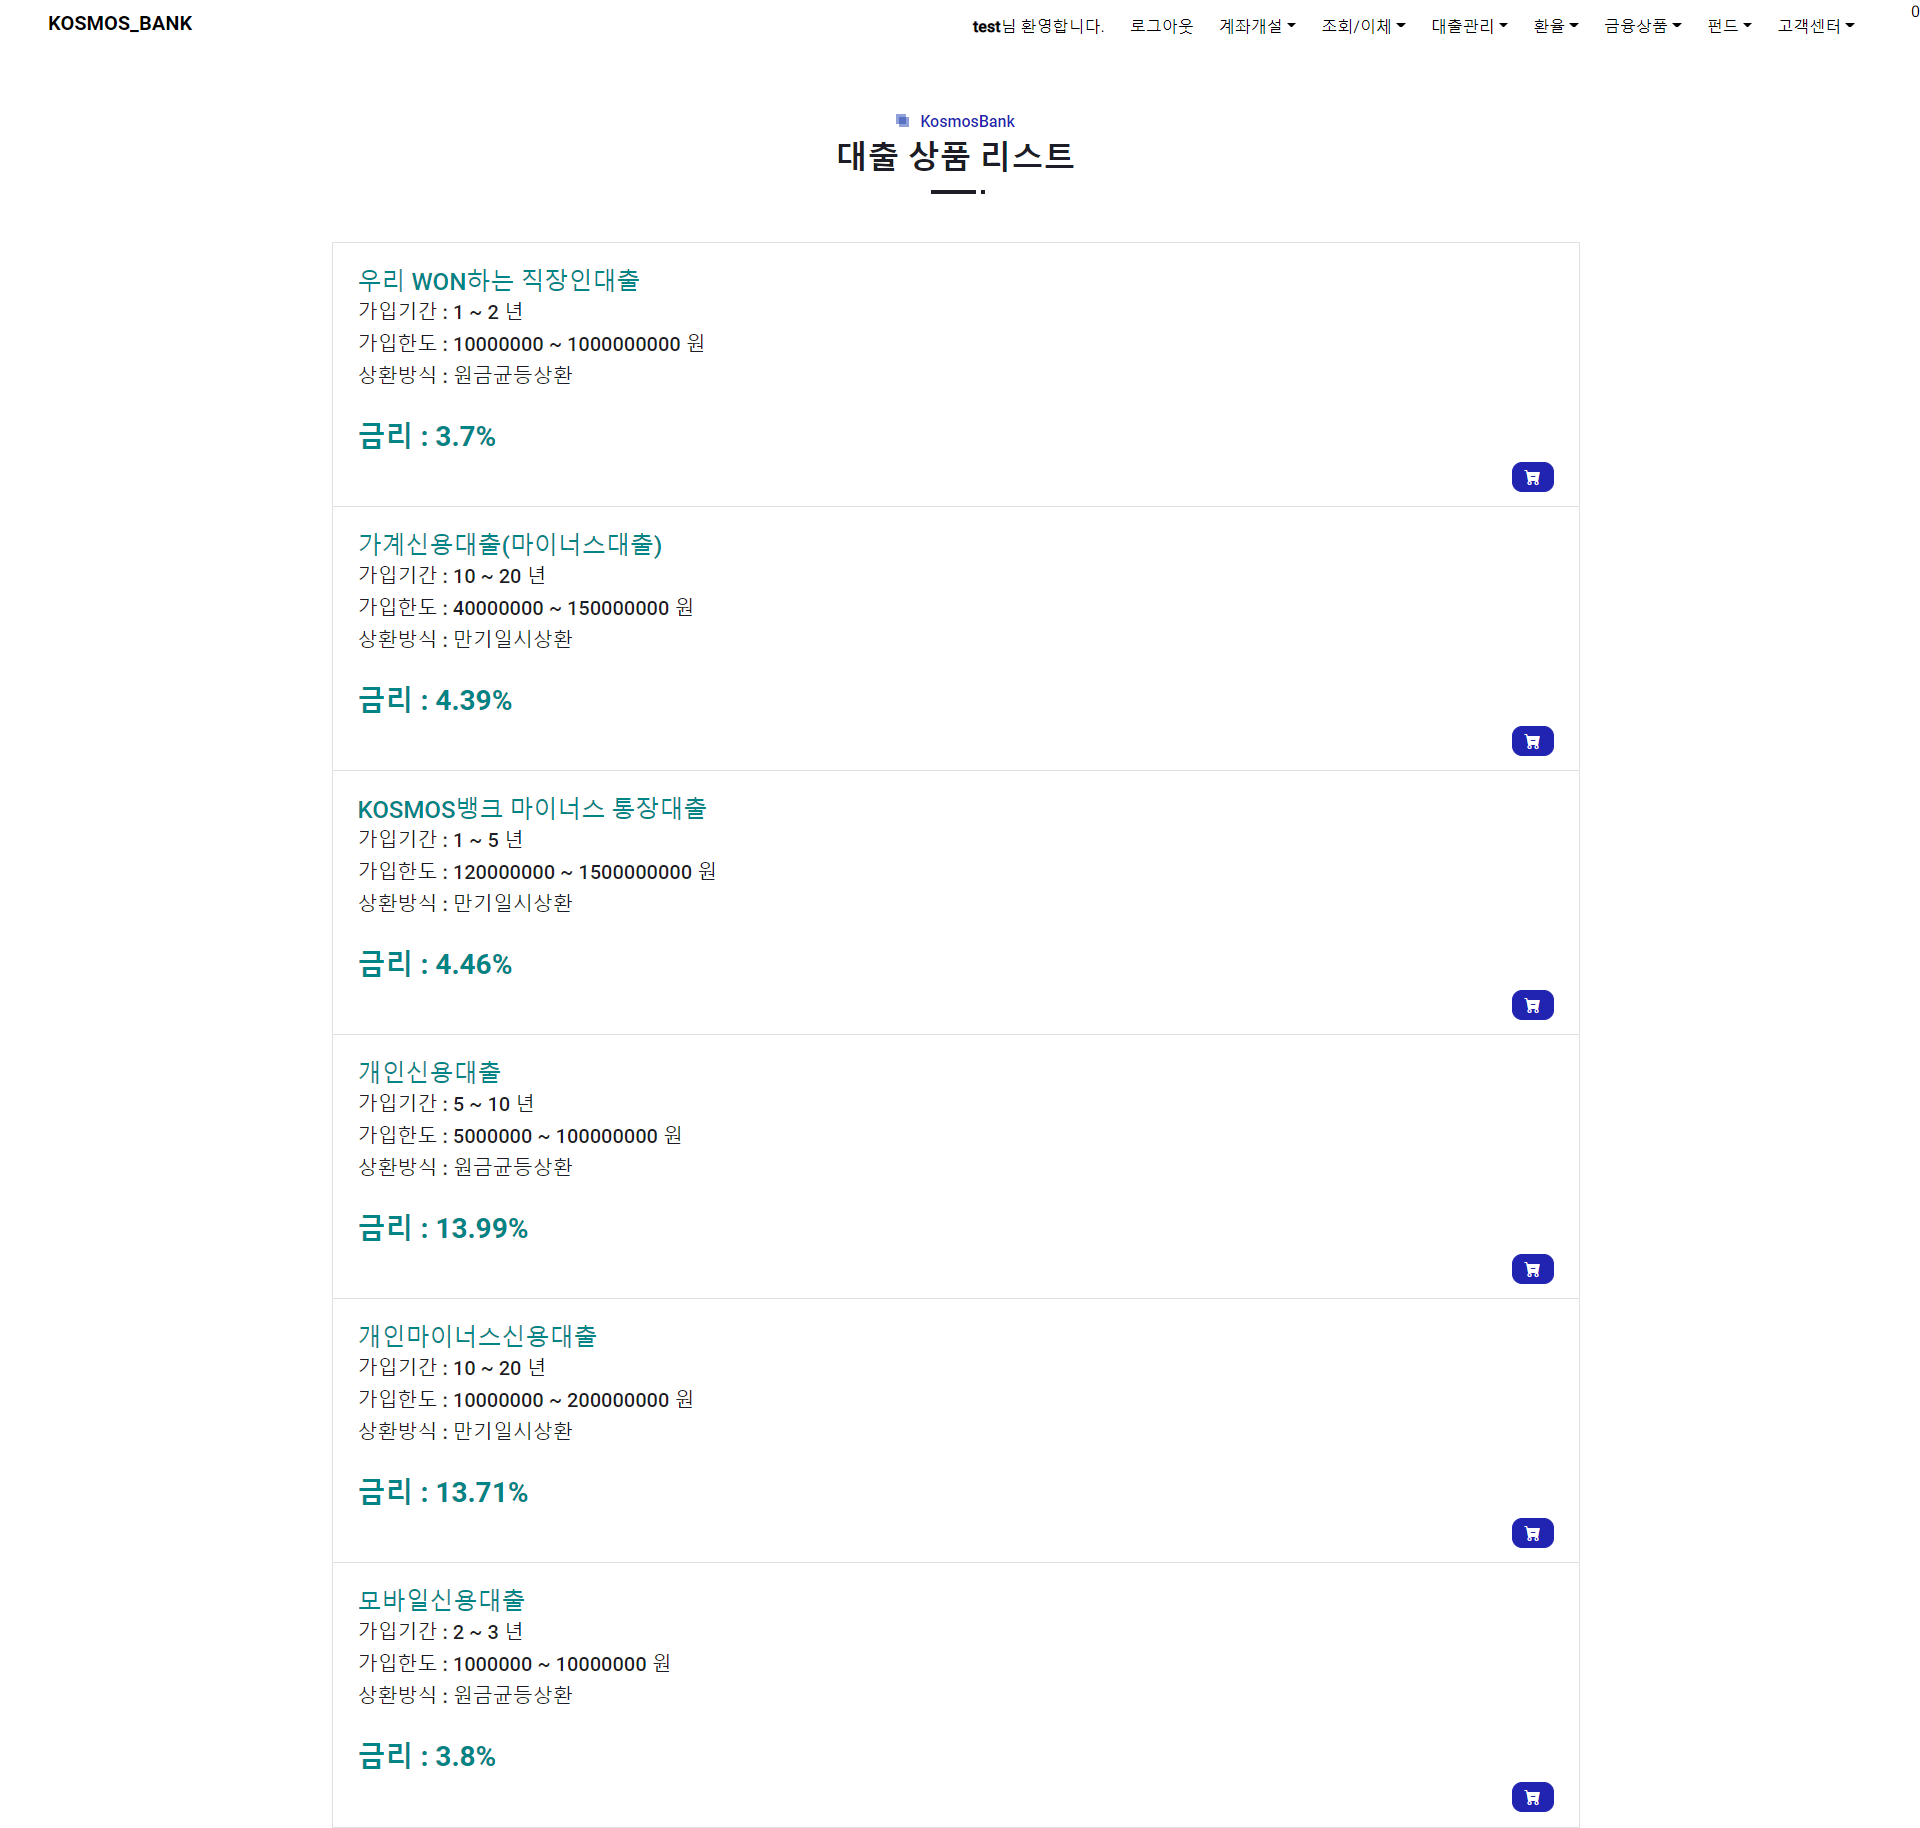 KOSMOS_BANK
test님 환영합니다. 로그아웃 계좌개설 조회/이체 대출관리 환율 금융상품 펀드 고객센터 0
KosmosBank
대출 상품 리스트
우리 WON하는 직장인대출
가입기간 : 1 ~ 2 년
가입한도 : 10000000 ~ 1000000000 원
상환방식 : 원금균등상환
금리 : 3.7%
가계신용대출(마이너스대출)
가입기간 : 10 ~ 20 년
가입한도 : 40000000 ~ 150000000 원
상환방식 : 만기일시상환
금리 : 4.39%
KOSMOS뱅크 마이너스 통장대출
가입기간 : 1 ~ 5 년
가입한도 : 120000000 ~ 1500000000 원
상환방식 : 만기일시상환
금리 : 4.46%
개인신용대출
가입기간 : 5 ~ 10 년
가입한도 : 5000000 ~ 100000000 원
상환방식 : 원금균등상환
금리 : 13.99%
개인마이너스신용대출
가입기간 : 10 ~ 20 년
가입한도 : 10000000 ~ 200000000 원
상환방식 : 만기일시상환
금리 : 13.71%
모바일신용대출
가입기간 : 2 ~ 3 년
가입한도 : 1000000 ~ 10000000 원
상환방식 : 원금균등상환
금리 : 3.8%